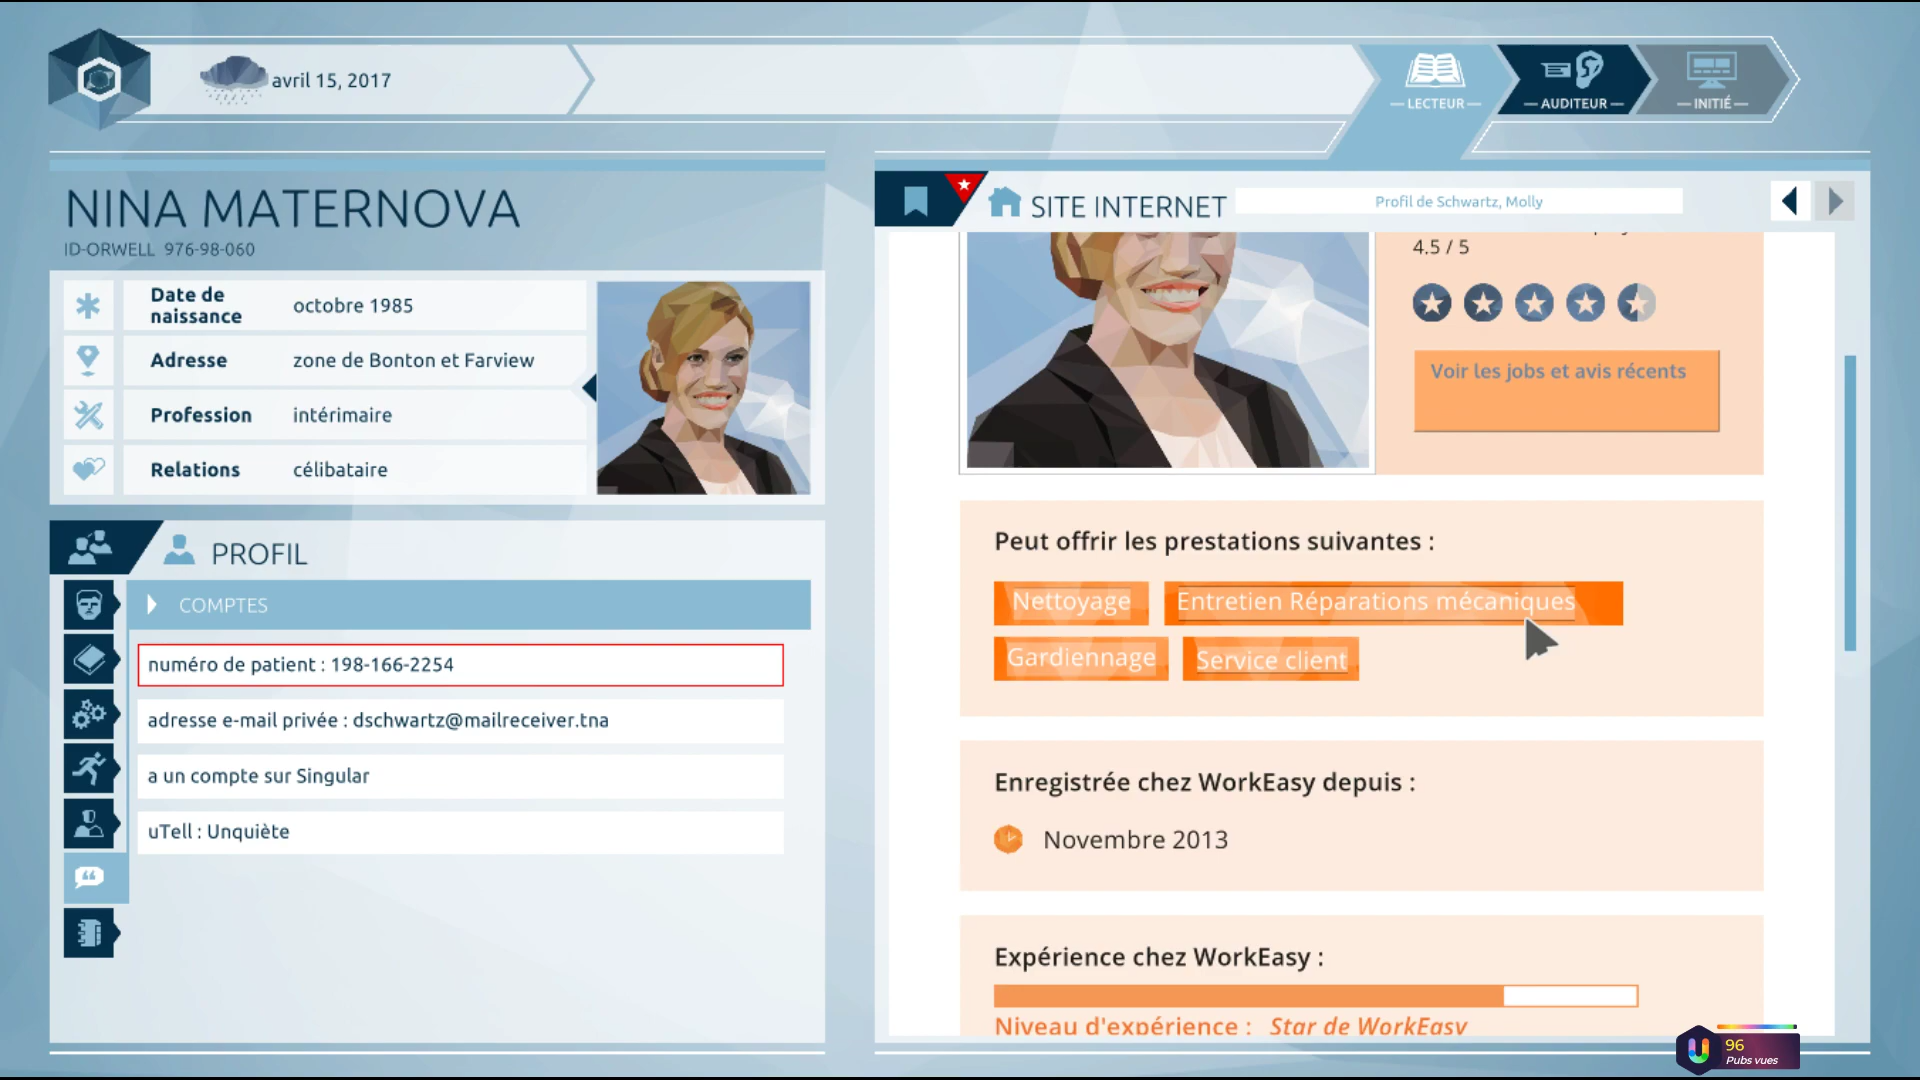 avril 15, 2017
LECTEUR
AUDITEUR
INITIÉ
NINA MATERNOVA
ID-ORWELL 976-98-060
Date de
naissance
octobre 1985
Adresse
zone de Bonton et Farview
Profession
intérimaire
Relations
célibataire
PROFIL
COMPTES
numéro de patient : 198-166-2254
adresse e-mail privée : dschwartz@mailreceiver.tna
a un compte sur Singular
uTell : Unquiète
SITE INTERNET
Profil de Schwartz, Molly
4.5 / 5
Voir les jobs et avis récents
Peut offrir les prestations suivantes :
Nettoyage
Entretien Réparations mécaniques
Gardiennage
Service client
Enregistrée chez WorkEasy depuis :
Novembre 2013
Expérience chez WorkEasy :
Niveau d'expérience : Star de WorkEasy
96
Pubs vues